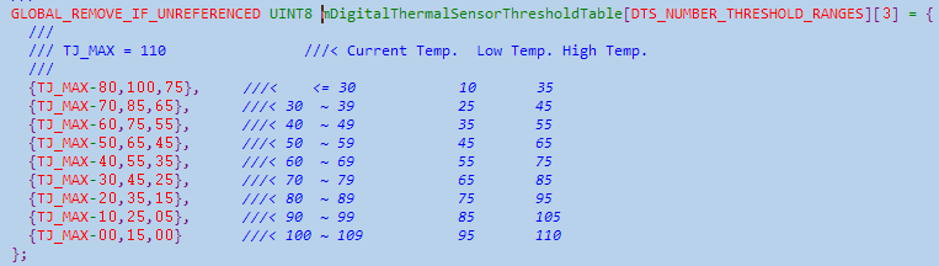 GLOBAL_REMOVE_IF_UNREFERENCED UINT8 mDigitalThermalSensorThresholdTable[DTS_NUMBER_THRESHOLD_RANGES][3] = {
///
/// TJ_MAX = 110 ///< Current Temp. Low Temp. High Temp.
///
{TJ_MAX-80,100,75}, ///< <= 30 10 35
{TJ_MAX-70,85,65}, ///< 30 ~ 39 25 45
{TJ_MAX-60,75,55}, ///< 40 ~ 49 35 55
{TJ_MAX-50,65,45}, ///< 50 ~ 59 45 65
{TJ_MAX-40,55,35}, ///< 60 ~ 69 55 75
{TJ_MAX-30,45,25}, ///< 70 ~ 79 65 85
{TJ_MAX-20,35,15}, ///< 80 ~ 89 75 95
{TJ_MAX-10,25,05}, ///< 90 ~ 99 85 105
{TJ_MAX-00,15,00} ///< 100 ~ 109 95 110
};